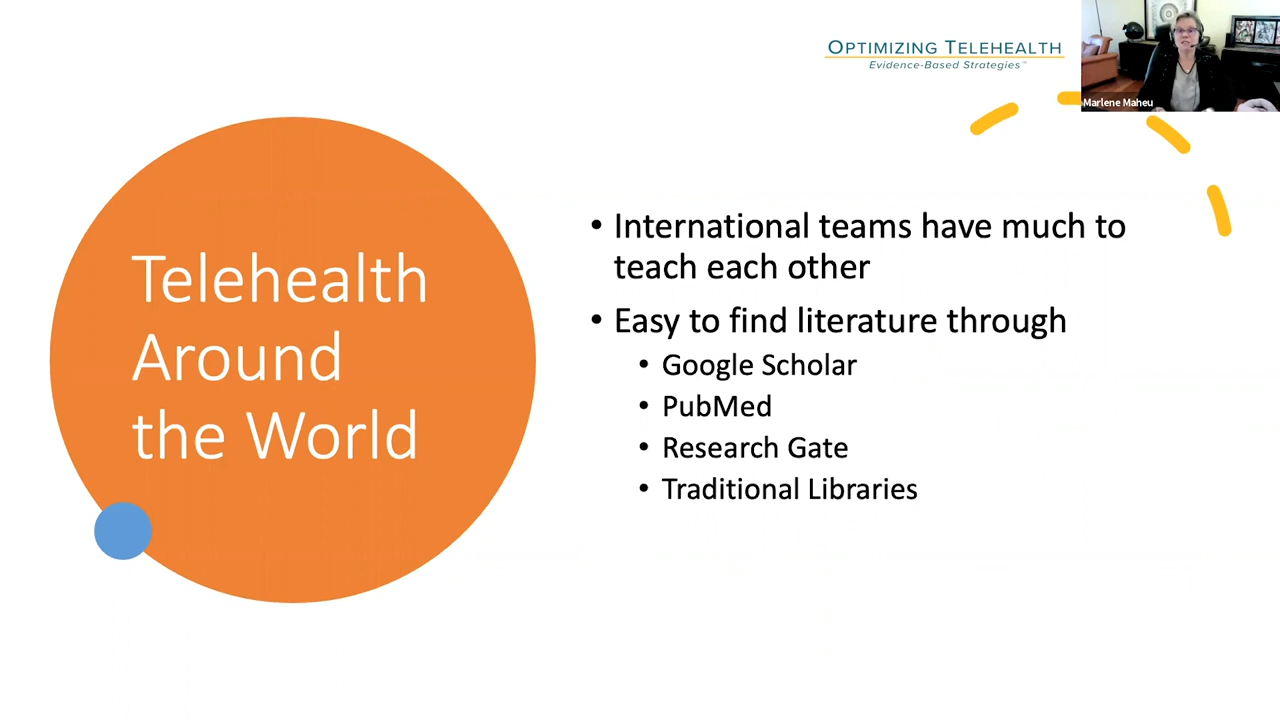 OPTIMIZING TELEHEALTH
Evidence-Based Strategies™
Marlene Maheu
Telehealth
Around
the World
• International teams have much to
teach each other
• Easy to find literature through
• Google Scholar
• PubMed
• Research Gate
• Traditional Libraries